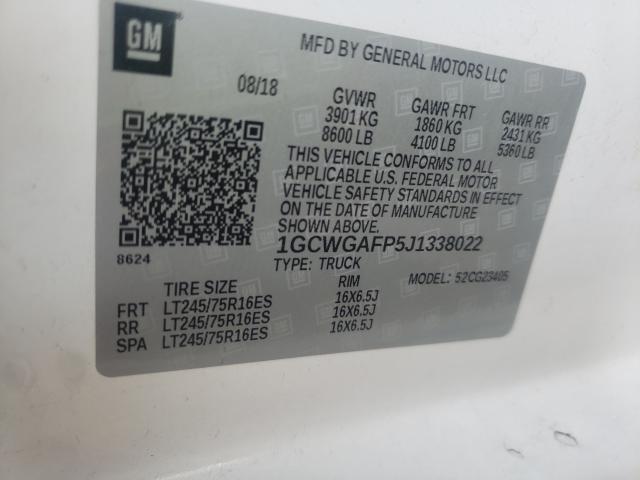 GM
MFD BY GENERAL MOTORS LLC
08/18
GVWR GAWR FRT GAWR RR
3901 KG 1860 KG 2431 KG
8600 LB 4100 LB 5360 LB
THIS VEHICLE CONFORMS TO ALL
APPLICABLE U.S. FEDERAL MOTOR
VEHICLE SAFETY STANDARDS IN EFFECT
ON THE DATE OF MANUFACTURE
SHOWN ABOVE.
1GCWGAFP5J1338022
8624
TYPE: TRUCK MODEL: 52CG23405
TIRE SIZE RIM
FRT LT245/75R16ES 16X6.5J
RR LT245/75R16ES 16X6.5J
SPA LT245/75R16ES 16X6.5J